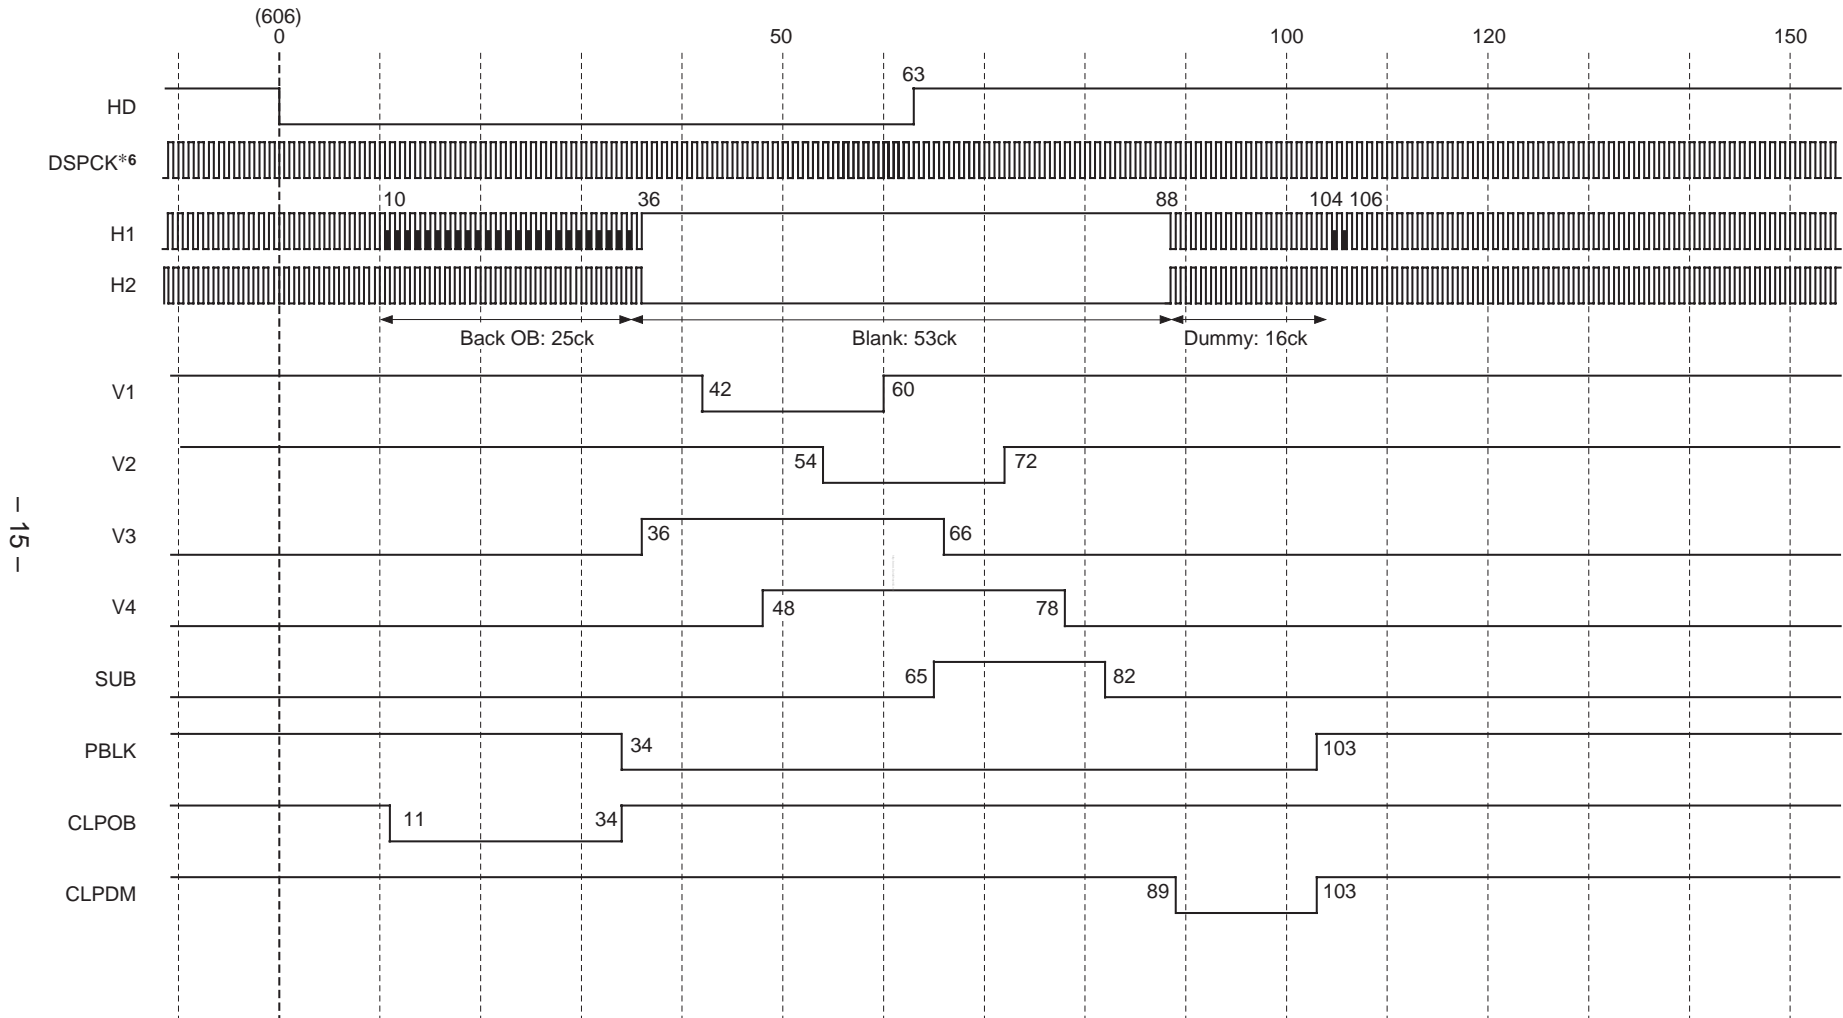 (606)
0 50 100 120 150
HD 63
DSPCK*6
H1 10 36 88 104 106
H2
Back OB: 25ck Blank: 53ck Dummy: 16ck
V1 42 60
V2 54 72
V3 36 66
V4 48 78
SUB 65 82
PBLK 34 103
CLPOB 11 34
CLPDM 89 103
– 15 –